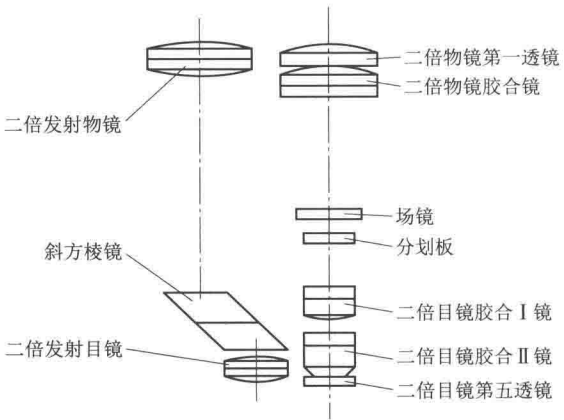 二倍物镜第一透镜
二倍物镜胶合镜
二倍发射物镜
场镜
分划板
斜方棱镜
二倍目镜胶合Ⅰ镜
二倍发射目镜
二倍目镜胶合Ⅱ镜
二倍目镜第五透镜